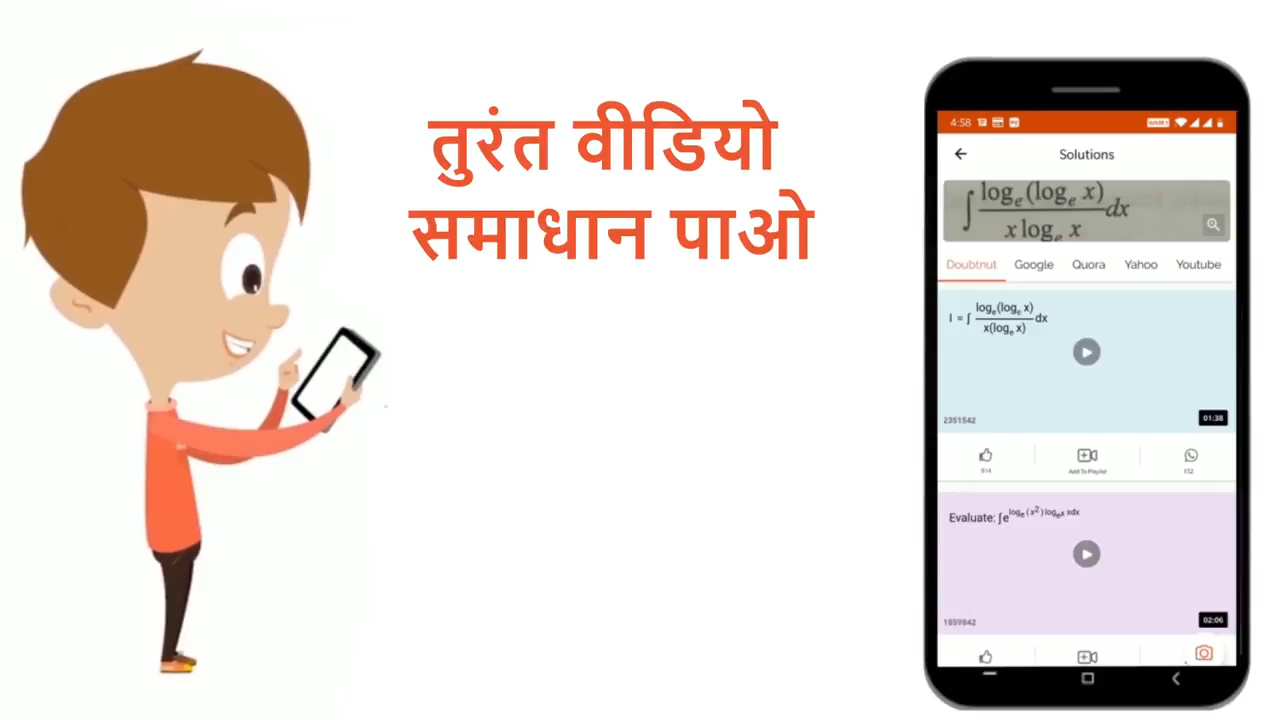 तुरंत वीडियो
समाधान पाओ
4:58
Solutions
∫ logₑ(logₑ x) / x logₑ x dx
Doubtnut Google Quora Yahoo Youtube
I = ∫ logₑ(logₑ x) / x(logₑ x) dx
2351542
01:38
914
Add To Playlist
152
Evaluate: ∫e^logₑ(x²) logₑx xdx
1859842
02:06